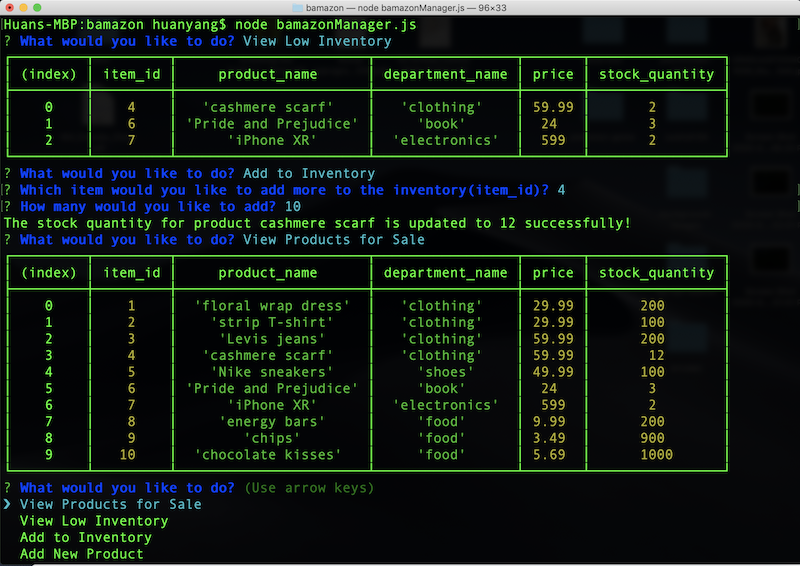 bamazon — node bamazonManager.js — 96×33
Huans-MBP:bamazon huanyang$ node bamazonManager.js
? What would you like to do? View Low Inventory
(index) item_id product_name department_name price stock_quantity
0 4 'cashmere scarf' 'clothing' 59.99 2
1 6 'Pride and Prejudice' 'book' 24 3
2 7 'iPhone XR' 'electronics' 599 2
? What would you like to do? Add to Inventory
? Which item would you like to add more to the inventory(item_id)? 4
? How many would you like to add? 10
The stock quantity for product cashmere scarf is updated to 12 successfully!
? What would you like to do? View Products for Sale
(index) item_id product_name department_name price stock_quantity
0 1 'floral wrap dress' 'clothing' 29.99 200
1 2 'strip T-shirt' 'clothing' 29.99 100
2 3 'Levis jeans' 'clothing' 59.99 200
3 4 'cashmere scarf' 'clothing' 59.99 12
4 5 'Nike sneakers' 'shoes' 49.99 100
5 6 'Pride and Prejudice' 'book' 24 3
6 7 'iPhone XR' 'electronics' 599 2
7 8 'energy bars' 'food' 9.99 200
8 9 'chips' 'food' 3.49 900
9 10 'chocolate kisses' 'food' 5.69 1000
? What would you like to do? (Use arrow keys)
❯ View Products for Sale
View Low Inventory
Add to Inventory
Add New Product